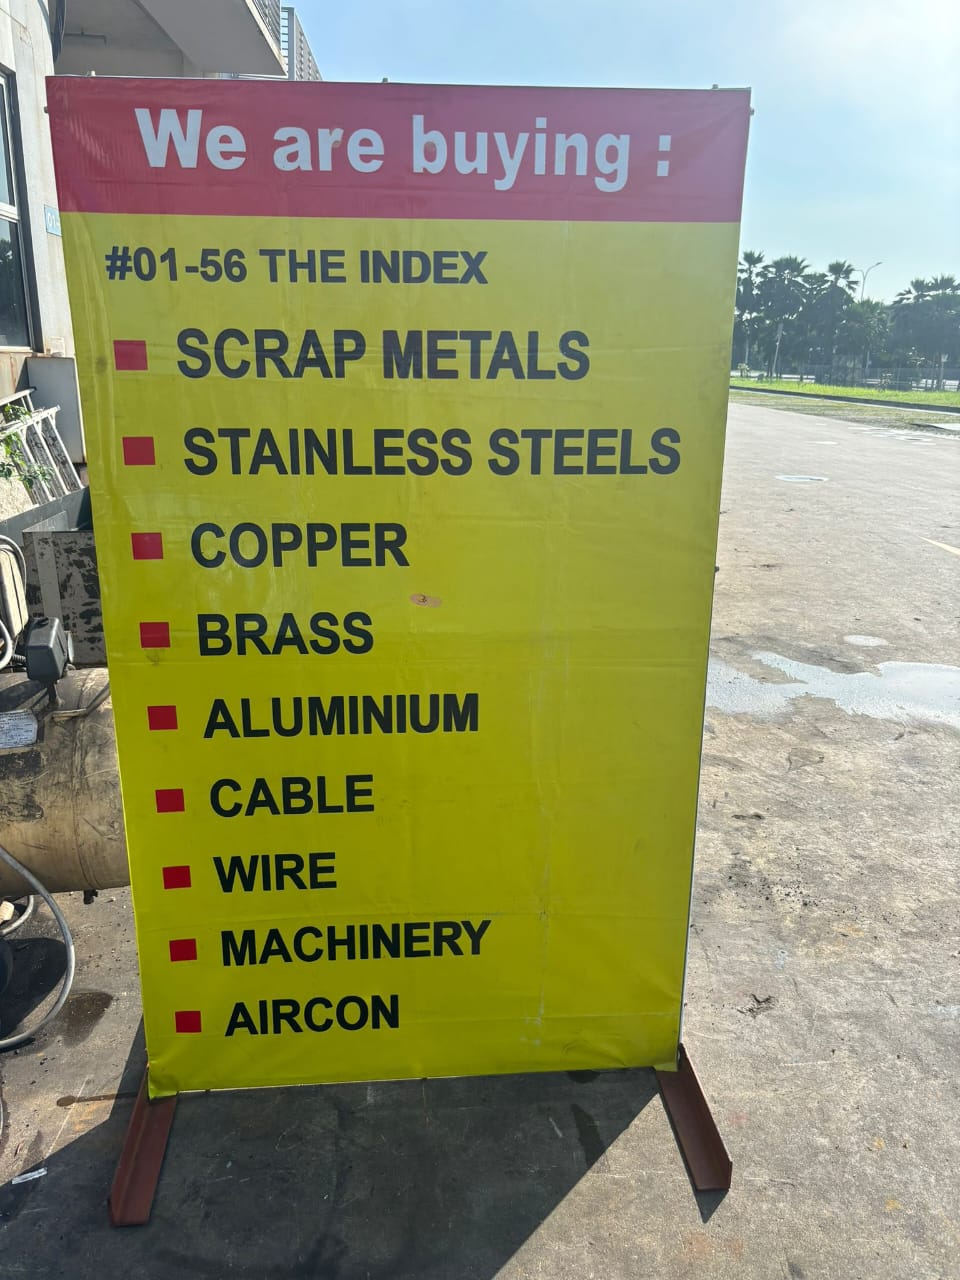 We are buying :
#01-56 THE INDEX
SCRAP METALS
STAINLESS STEELS
COPPER
BRASS
ALUMINIUM
CABLE
WIRE
MACHINERY
AIRCON